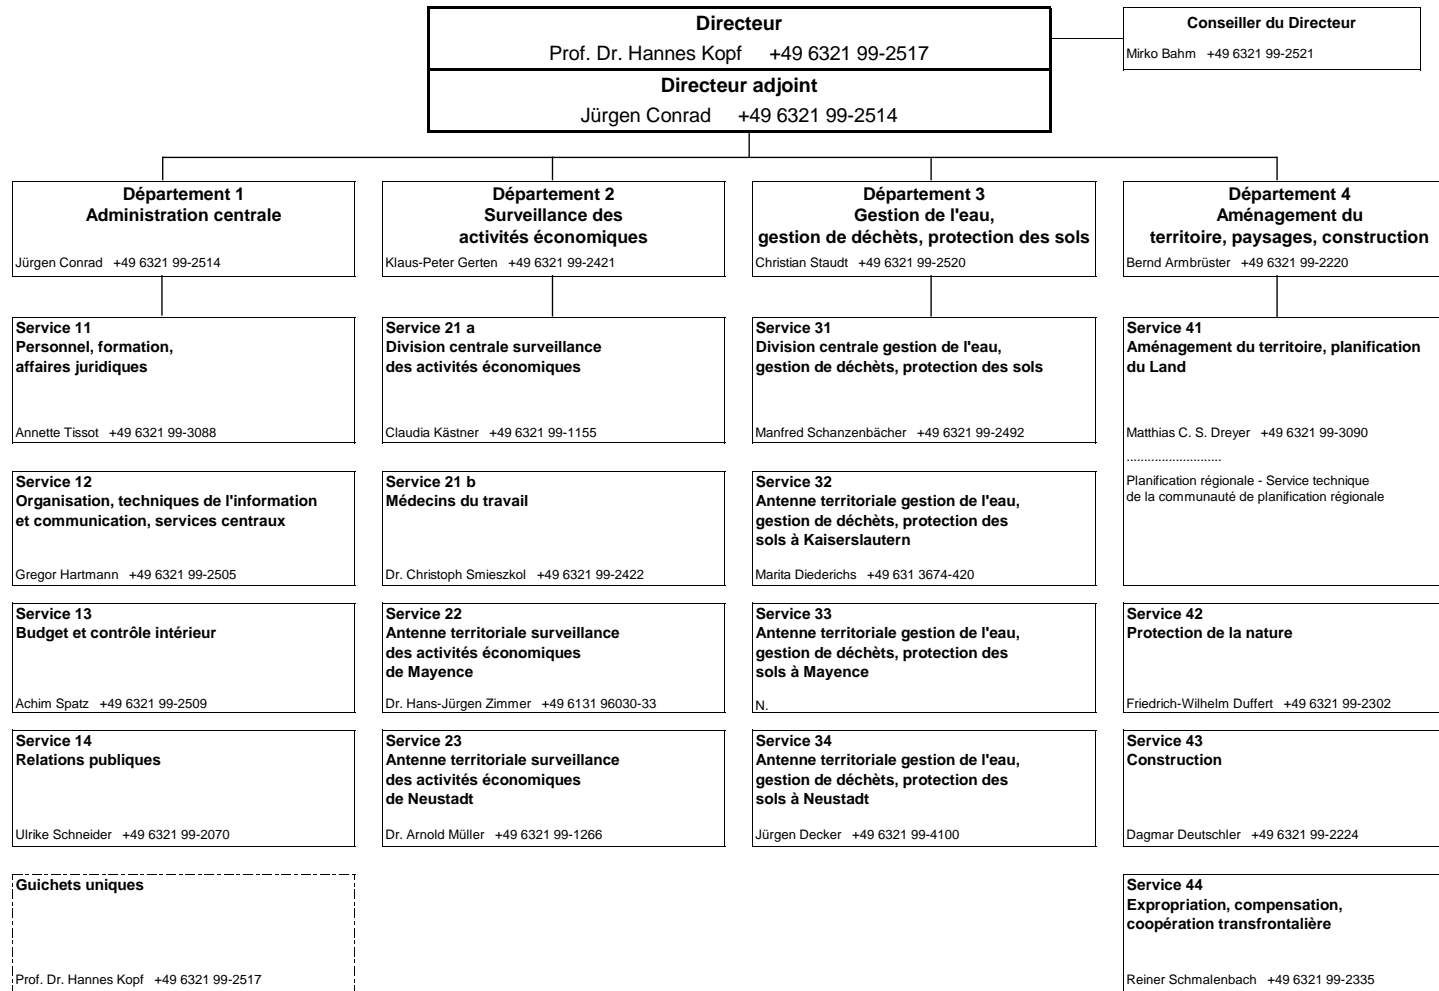 Directeur
Prof. Dr. Hannes Kopf +49 6321 99-2517
Directeur adjoint
Jürgen Conrad +49 6321 99-2514
Conseiller du Directeur
Mirko Bahm +49 6321 99-2521
Département 1
Administration centrale
Jürgen Conrad +49 6321 99-2514
Département 2
Surveillance des
activités économiques
Klaus-Peter Gerten +49 6321 99-2421
Département 3
Gestion de l'eau,
gestion de déchèts, protection des sols
Christian Staudt +49 6321 99-2520
Département 4
Aménagement du
territoire, paysages, construction
Bernd Armbrüster +49 6321 99-2220
Service 11
Personnel, formation,
affaires juridiques
Annette Tissot +49 6321 99-3088
Service 21 a
Division centrale surveillance
des activités économiques
Claudia Kästner +49 6321 99-1155
Service 31
Division centrale gestion de l'eau,
gestion de déchèts, protection des sols
Manfred Schanzenbächer +49 6321 99-2492
Service 41
Aménagement du territoire, planification
du Land
Matthias C. S. Dreyer +49 6321 99-3090
...........................
Planification régionale - Service technique
de la communauté de planification régionale
Service 12
Organisation, techniques de l'information
et communication, services centraux
Gregor Hartmann +49 6321 99-2505
Service 21 b
Médecins du travail
Dr. Christoph Smieszkol +49 6321 99-2422
Service 32
Antenne territoriale gestion de l'eau,
gestion de déchèts, protection des
sols à Kaiserslautern
Marita Diederichs +49 631 3674-420
Service 13
Budget et contrôle intérieur
Achim Spatz +49 6321 99-2509
Service 22
Antenne territoriale surveillance
des activités économiques
de Mayence
Dr. Hans-Jürgen Zimmer +49 6131 96030-33
Service 33
Antenne territoriale gestion de l'eau,
gestion de déchèts, protection des
sols à Mayence
N.
Service 42
Protection de la nature
Friedrich-Wilhelm Duffert +49 6321 99-2302
Service 14
Relations publiques
Ulrike Schneider +49 6321 99-2070
Service 23
Antenne territoriale surveillance
des activités économiques
de Neustadt
Dr. Arnold Müller +49 6321 99-1266
Service 34
Antenne territoriale gestion de l'eau,
gestion de déchèts, protection des
sols à Neustadt
Jürgen Decker +49 6321 99-4100
Service 43
Construction
Dagmar Deutschler +49 6321 99-2224
Guichets uniques
Prof. Dr. Hannes Kopf +49 6321 99-2517
Service 44
Expropriation, compensation,
coopération transfrontalière
Reiner Schmalenbach +49 6321 99-2335